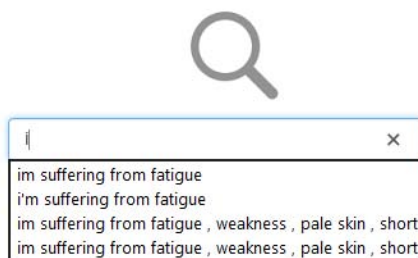 i
im suffering from fatigue
i'm suffering from fatigue
im suffering from fatigue , weakness , pale skin , short
im suffering from fatigue , weakness , pale skin , short